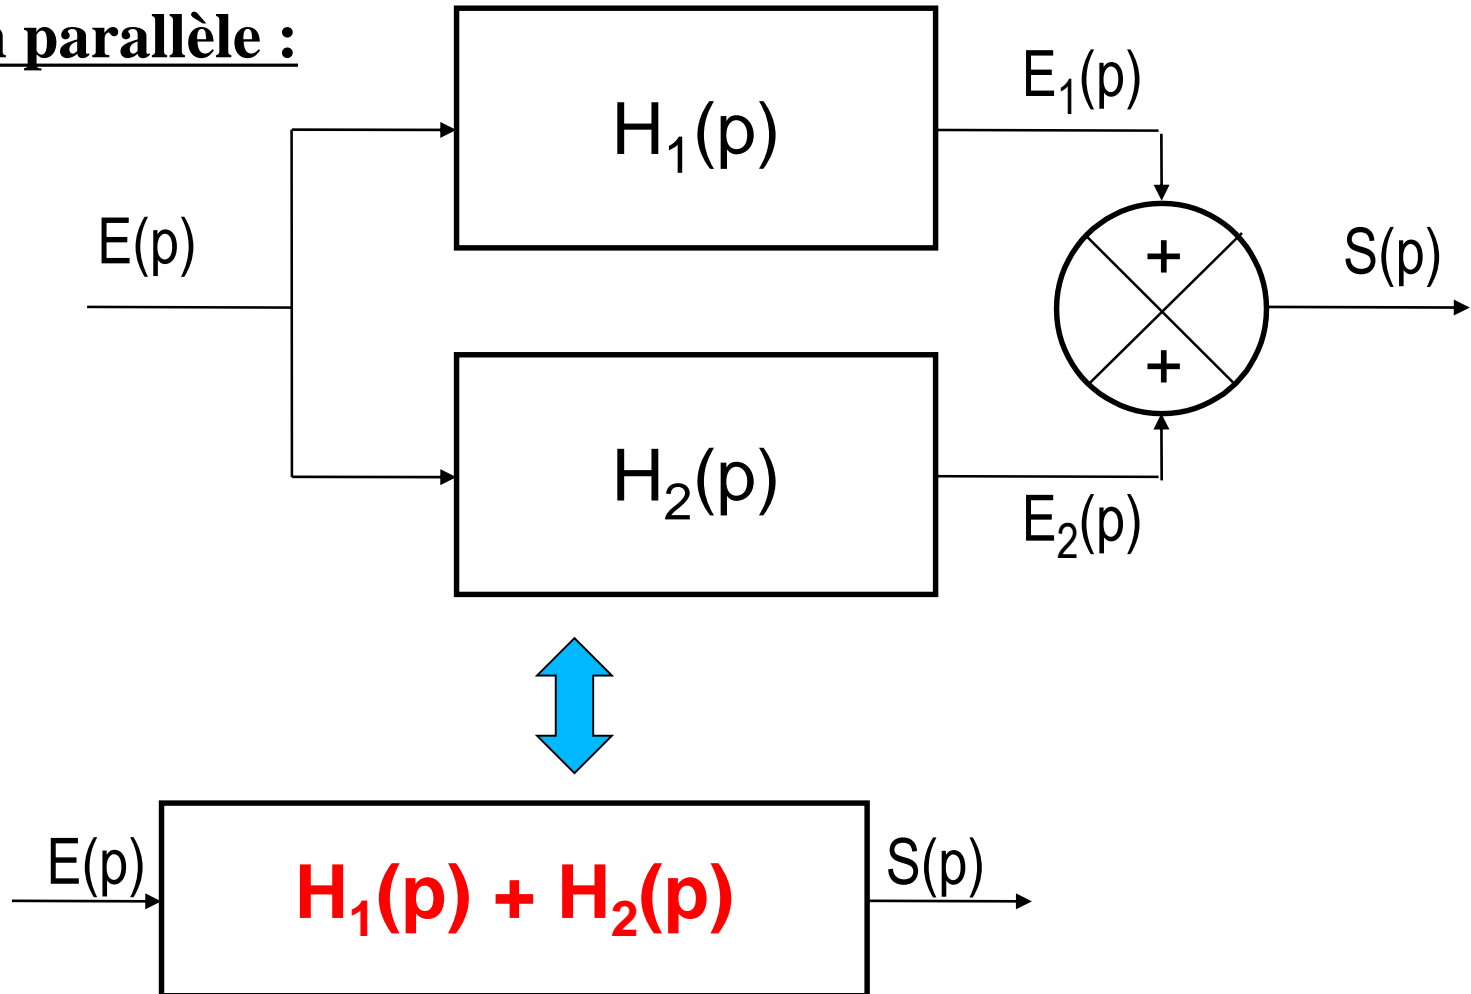 parallèle :
E₁(p)
H₁(p)
E(p)
+
S(p)
+
H₂(p)
E₂(p)
E(p)
H₁(p) + H₂(p)
S(p)